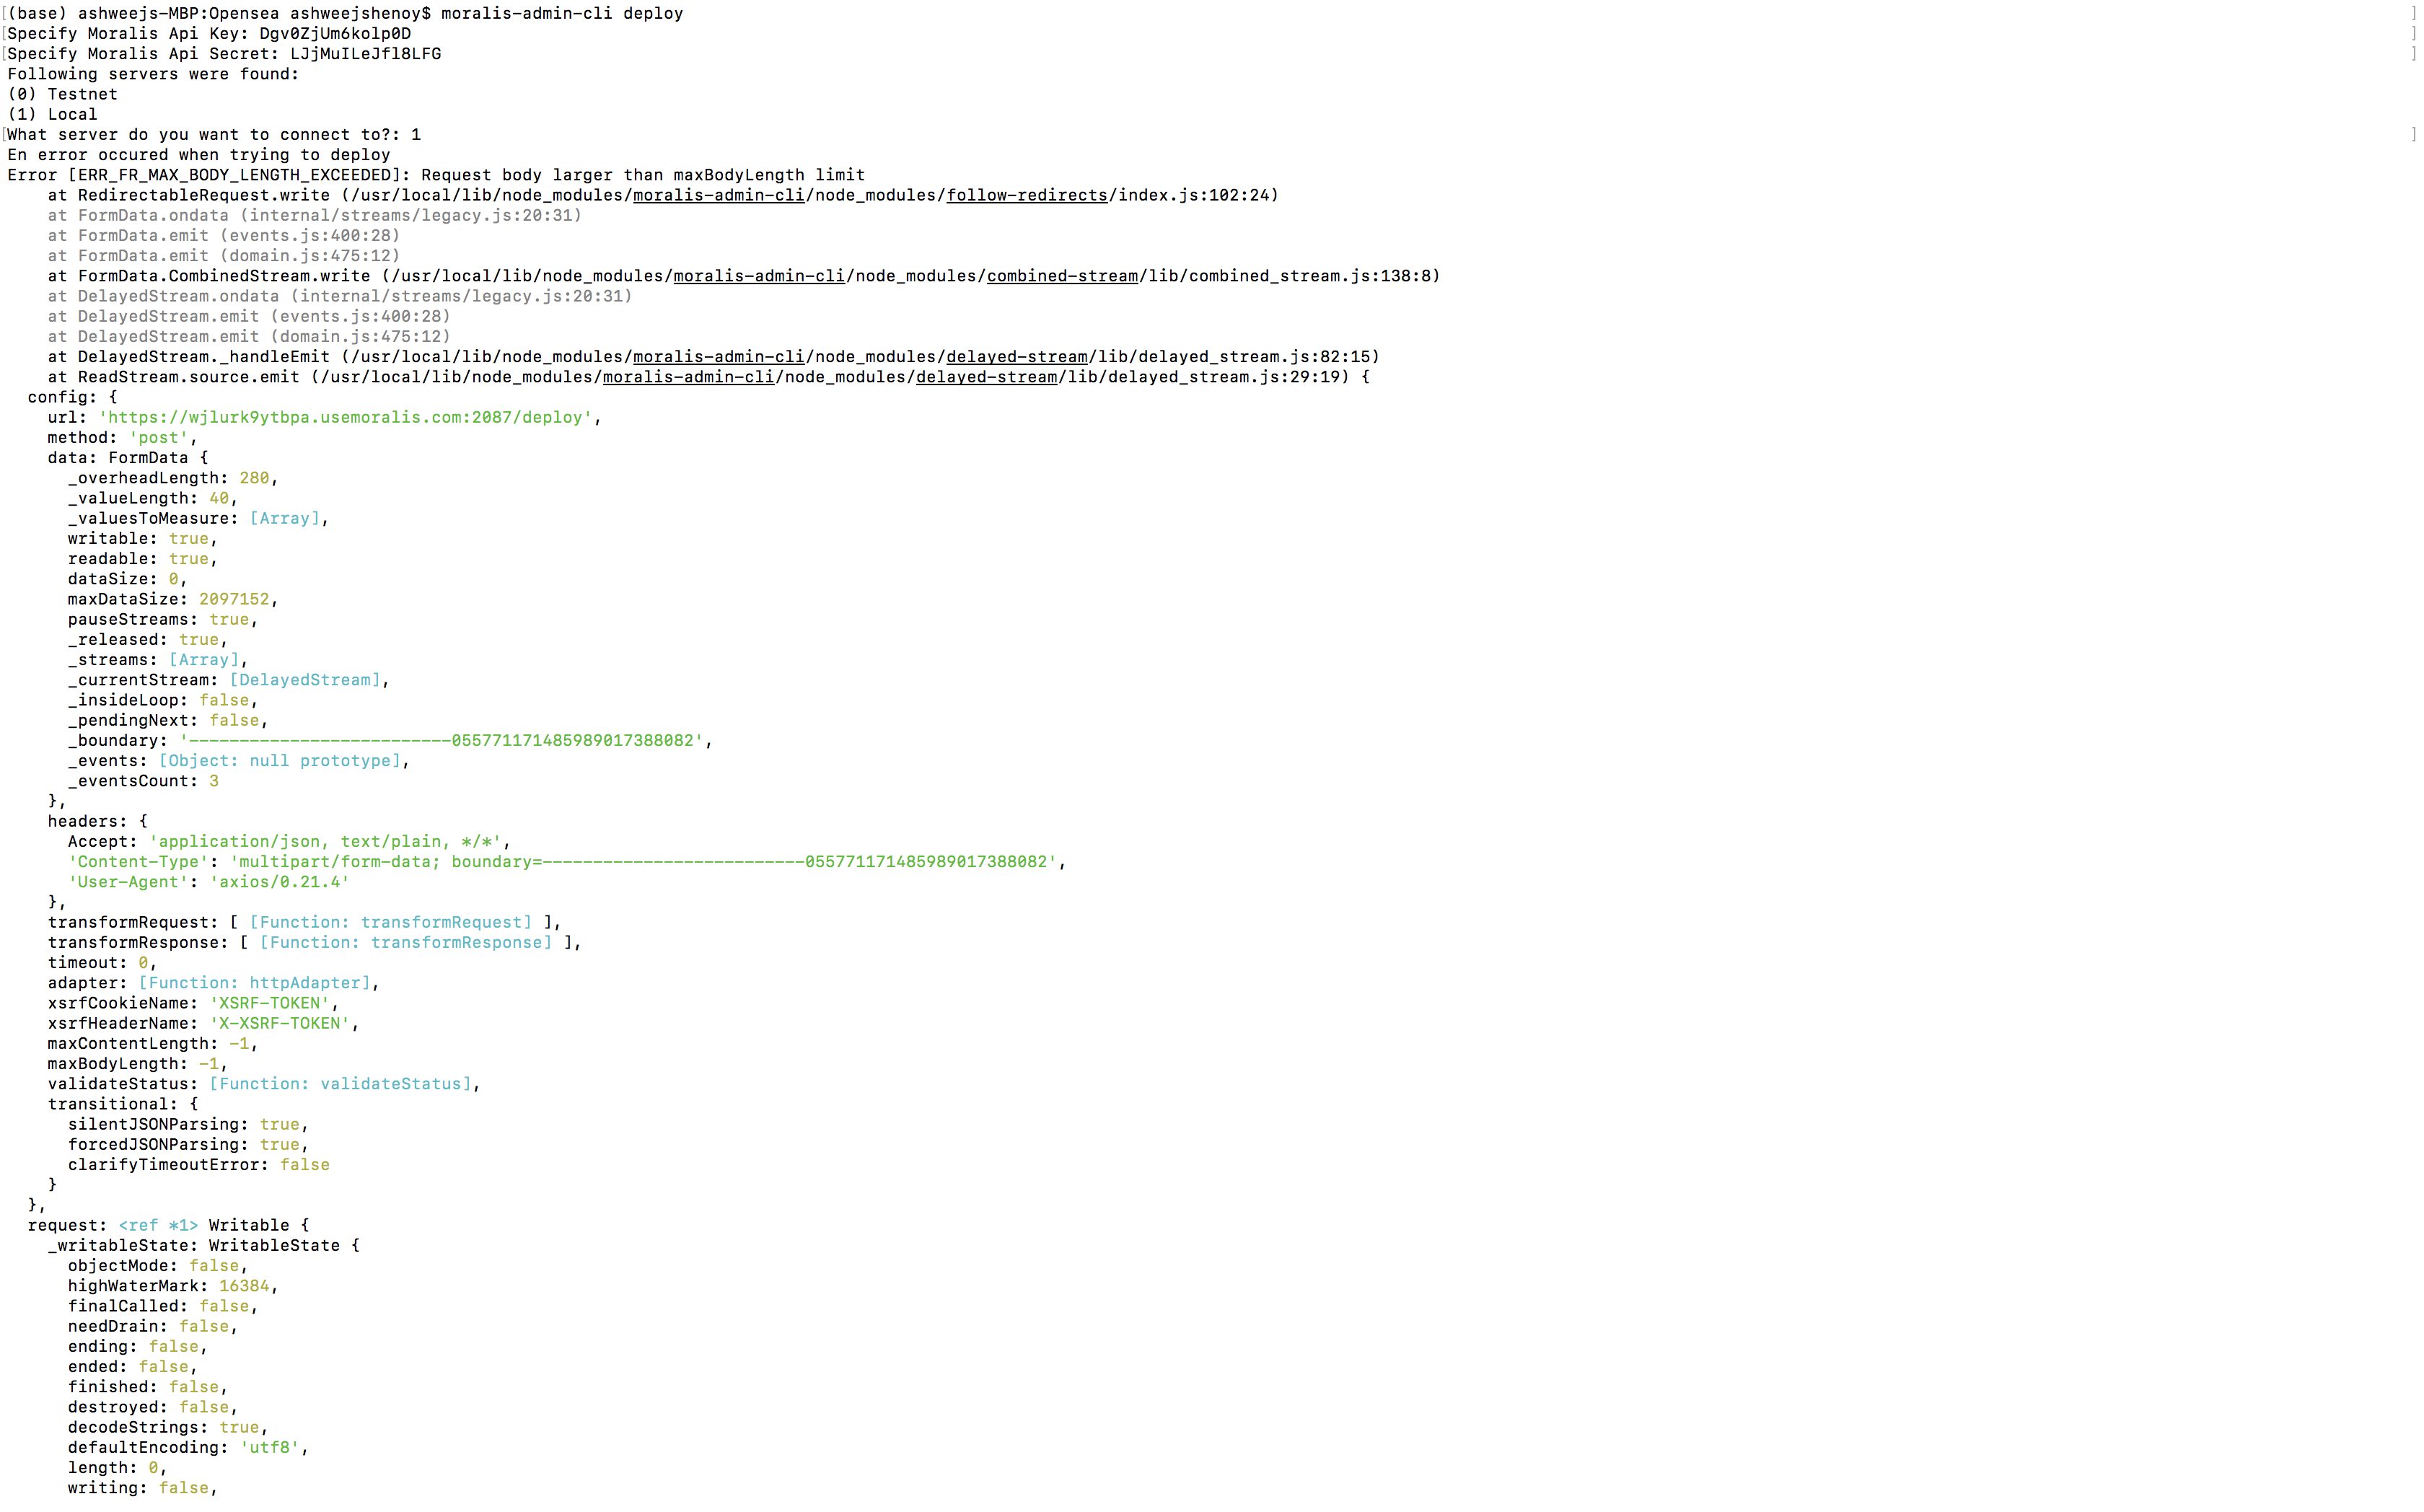 [(base) ashweejs-MBP:Opensea ashweejshenoy$ moralis-admin-cli deploy ]
[Specify Moralis Api Key: Dgv0ZjUm6kolp0D ]
[Specify Moralis Api Secret: LJjMuILeJfl8LFG ]
Following servers were found:
(0) Testnet
(1) Local
[What server do you want to connect to?: 1 ]
En error occured when trying to deploy
Error [ERR_FR_MAX_BODY_LENGTH_EXCEEDED]: Request body larger than maxBodyLength limit
at RedirectableRequest.write (/usr/local/lib/node_modules/moralis-admin-cli/node_modules/follow-redirects/index.js:102:24)
at FormData.ondata (internal/streams/legacy.js:20:31)
at FormData.emit (events.js:400:28)
at FormData.emit (domain.js:475:12)
at FormData.CombinedStream.write (/usr/local/lib/node_modules/moralis-admin-cli/node_modules/combined-stream/lib/combined_stream.js:138:8)
at DelayedStream.ondata (internal/streams/legacy.js:20:31)
at DelayedStream.emit (events.js:400:28)
at DelayedStream.emit (domain.js:475:12)
at DelayedStream._handleEmit (/usr/local/lib/node_modules/moralis-admin-cli/node_modules/delayed-stream/lib/delayed_stream.js:82:15)
at ReadStream.source.emit (/usr/local/lib/node_modules/moralis-admin-cli/node_modules/delayed-stream/lib/delayed_stream.js:29:19) {
config: {
url: 'https://wjlurk9ytbpa.usemoralis.com:2087/deploy',
method: 'post',
data: FormData {
_overheadLength: 280,
_valueLength: 40,
_valuesToMeasure: [Array],
writable: true,
readable: true,
dataSize: 0,
maxDataSize: 2097152,
pauseStreams: true,
_released: true,
_streams: [Array],
_currentStream: [DelayedStream],
_insideLoop: false,
_pendingNext: false,
_boundary: '--------------------------055771171485989017388082',
_events: [Object: null prototype],
_eventsCount: 3
},
headers: {
Accept: 'application/json, text/plain, */*',
'Content-Type': 'multipart/form-data; boundary=--------------------------055771171485989017388082',
'User-Agent': 'axios/0.21.4'
},
transformRequest: [ [Function: transformRequest] ],
transformResponse: [ [Function: transformResponse] ],
timeout: 0,
adapter: [Function: httpAdapter],
xsrfCookieName: 'XSRF-TOKEN',
xsrfHeaderName: 'X-XSRF-TOKEN',
maxContentLength: -1,
maxBodyLength: -1,
validateStatus: [Function: validateStatus],
transitional: {
silentJSONParsing: true,
forcedJSONParsing: true,
clarifyTimeoutError: false
}
},
request: <ref *1> Writable {
_writableState: WritableState {
objectMode: false,
highWaterMark: 16384,
finalCalled: false,
needDrain: false,
ending: false,
ended: false,
finished: false,
destroyed: false,
decodeStrings: true,
defaultEncoding: 'utf8',
length: 0,
writing: false,